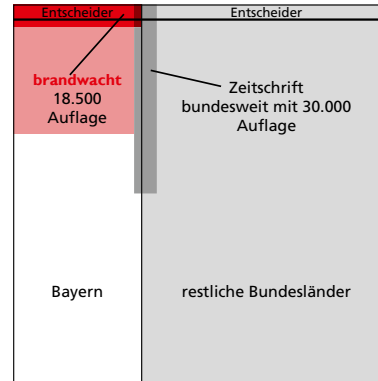 Entscheider
Entscheider
brandwacht
18.500
Auflage
Zeitschrift
bundesweit mit 30.000
Auflage
Bayern
restliche Bundesländer